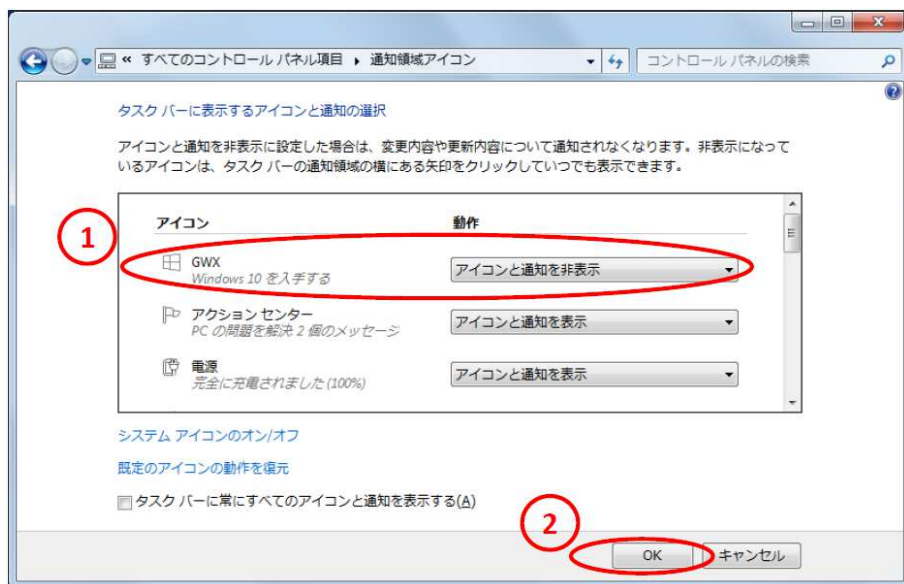 « すべてのコントロール パネル項目 ▸ 通知領域アイコン
コントロール パネルの検索
タスク バーに表示するアイコンと通知の選択
アイコンと通知を非表示に設定した場合は、変更内容や更新内容について通知されなくなります。非表示になって
いるアイコンは、タスク バーの通知領域の横にある矢印をクリックしていつでも表示できます。
1
アイコン 動作
GWX
Windows 10 を入手する
アイコンと通知を非表示
アクション センター
PC の問題を解決 2 個のメッセージ
アイコンと通知を表示
電源
完全に充電されました (100%)
アイコンと通知を表示
システム アイコンのオン/オフ
既定のアイコンの動作を復元
タスク バーに常にすべてのアイコンと通知を表示する(A)
2
OK キャンセル